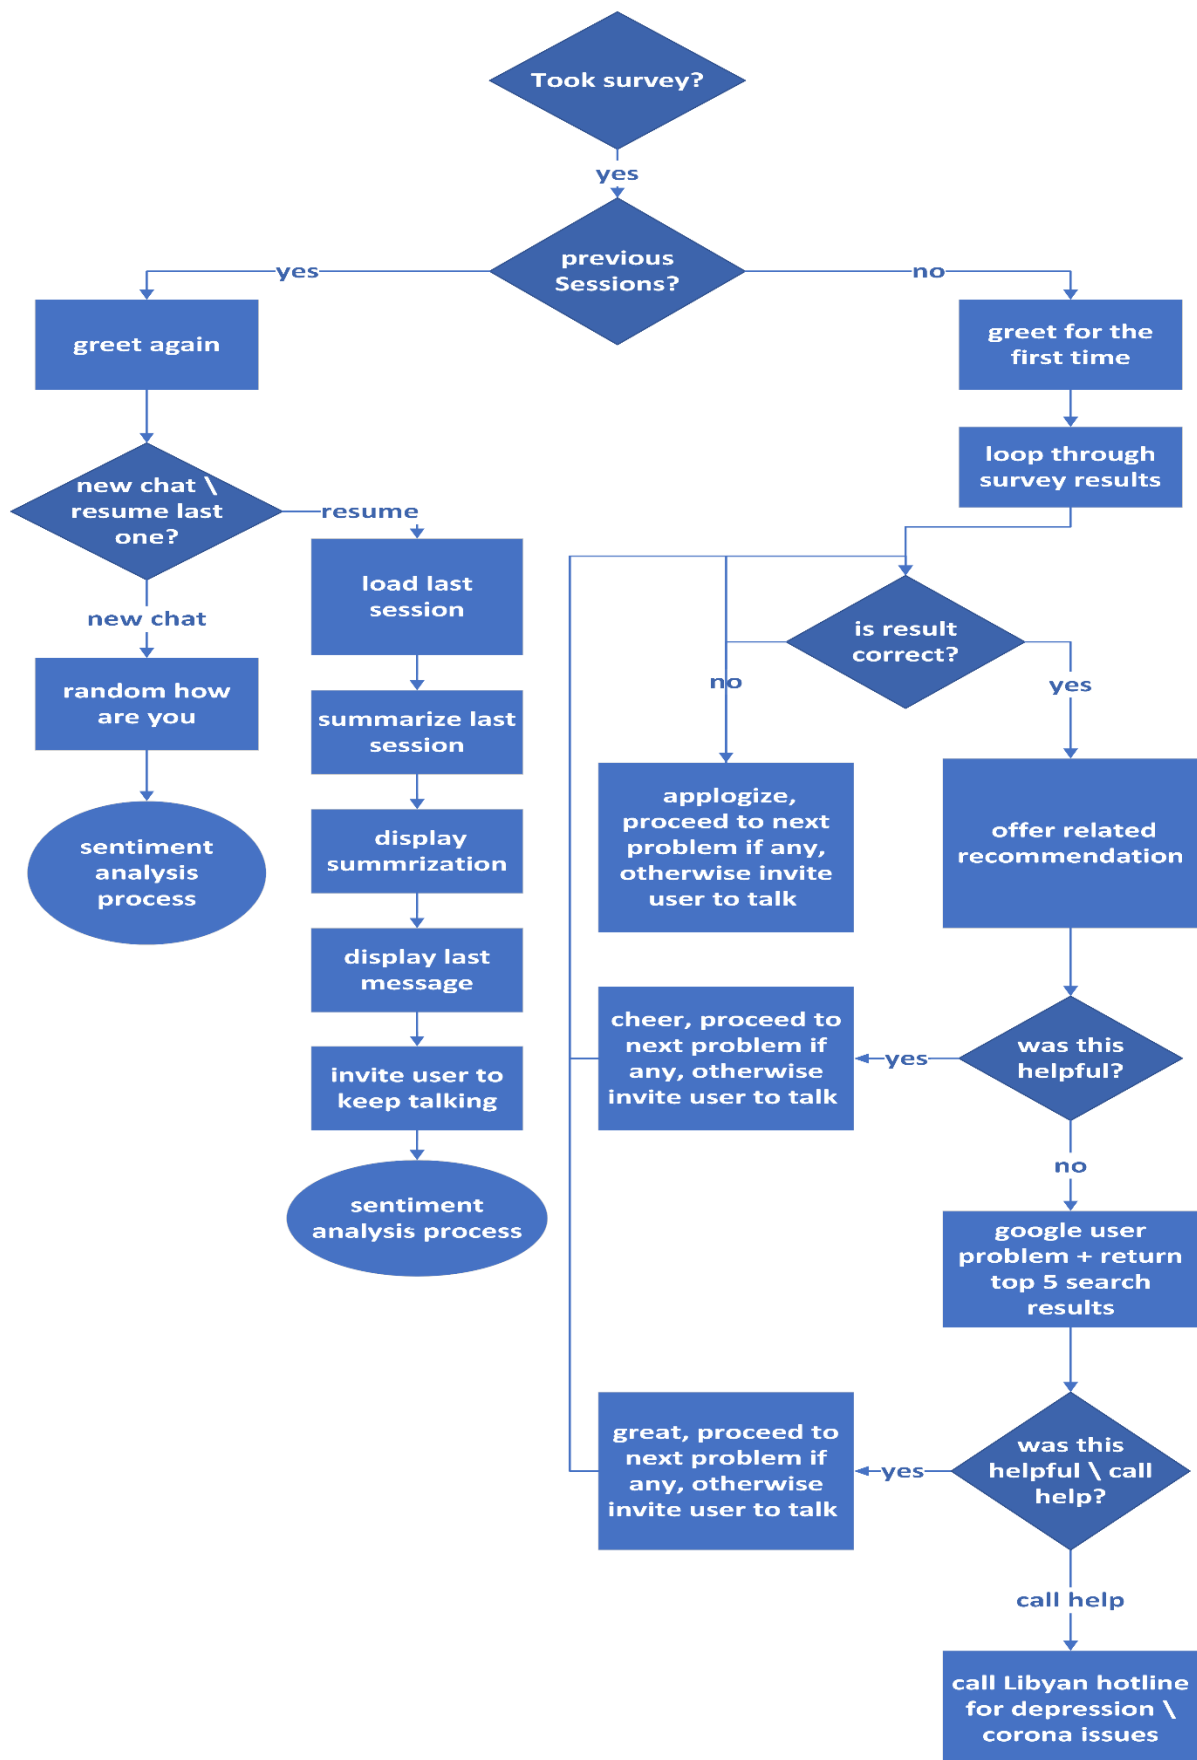 Took survey?
yes
previous
Sessions?
yes
no
greet again
greet for the
first time
loop through
survey results
new chat \
resume last
one?
resume
new chat
load last
session
random how
are you
summarize last
session
sentiment
analysis
process
display
summrization
display last
message
invite user to
keep talking
sentiment
analysis process
is result
correct?
no
yes
applogize,
proceed to next
problem if any,
otherwise invite
user to talk
offer related
recommendation
cheer, proceed to
next problem if
any, otherwise
invite user to talk
yes
was this
helpful?
no
google user
problem + return
top 5 search
results
great, proceed to
next problem if
any, otherwise
invite user to talk
yes
was this
helpful \ call
help?
call help
call Libyan hotline
for depression \
corona issues